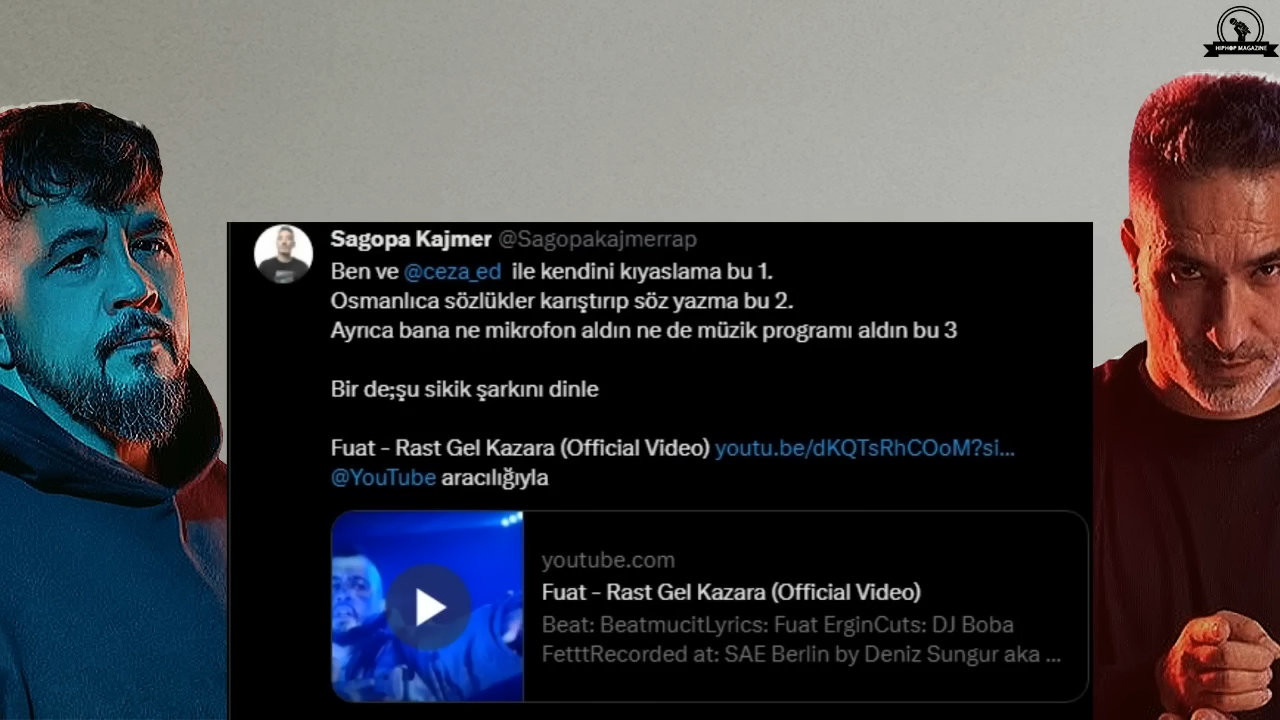 HIPHOP MAGAZINE
Sagopa Kajmer @Sagopakajmerrap
Ben ve @ceza_ed ile kendini kıyaslama bu 1.
Osmanlıca sözlükler karıştırıp söz yazma bu 2.
Ayrıca bana ne mikrofon aldın ne de müzik programı aldın bu 3
Bir de;şu sikik şarkını dinle
Fuat - Rast Gel Kazara (Official Video) youtu.be/dKQTsRhCOoM?si...
@YouTube aracılığıyla
youtube.com
Fuat - Rast Gel Kazara (Official Video)
Beat: BeatmucitLyrics: Fuat ErginCuts: DJ Boba
FetttRecorded at: SAE Berlin by Deniz Sungur aka ...